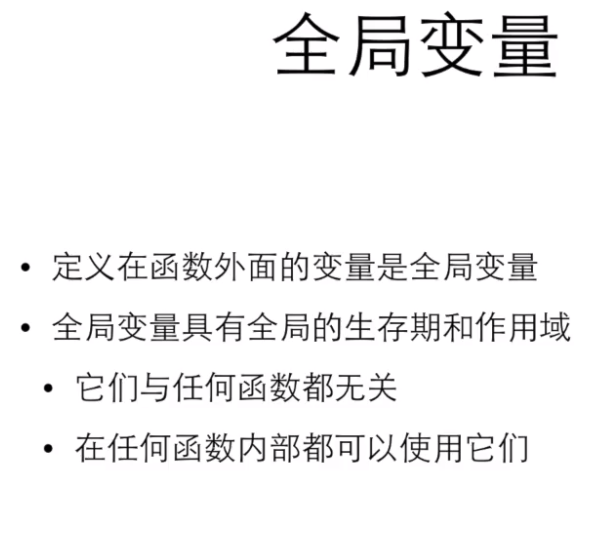 全局变量
• 定义在函数外面的变量是全局变量
• 全局变量具有全局的生存期和作用域
• 它们与任何函数都无关
• 在任何函数内部都可以使用它们